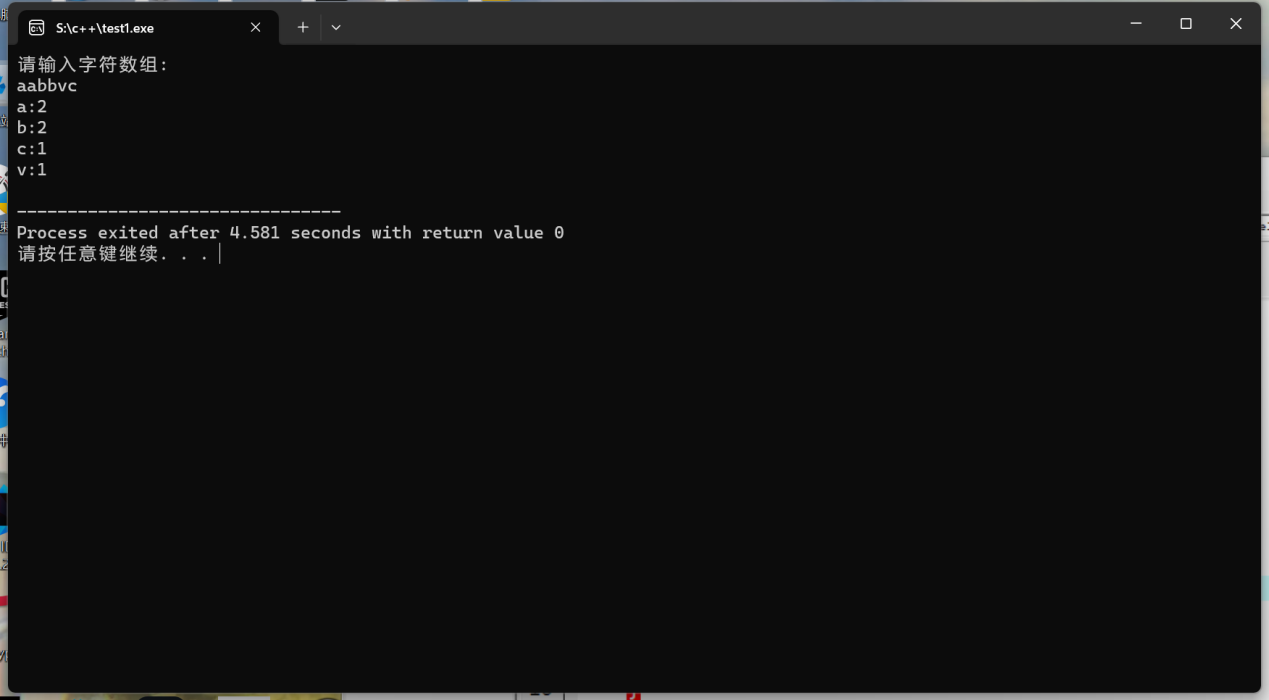 S:\c++\test1.exe
请输入字符数组:
aabbvc
a:2
b:2
c:1
v:1
--------------------------------
Process exited after 4.581 seconds with return value 0
请按任意键继续. . .